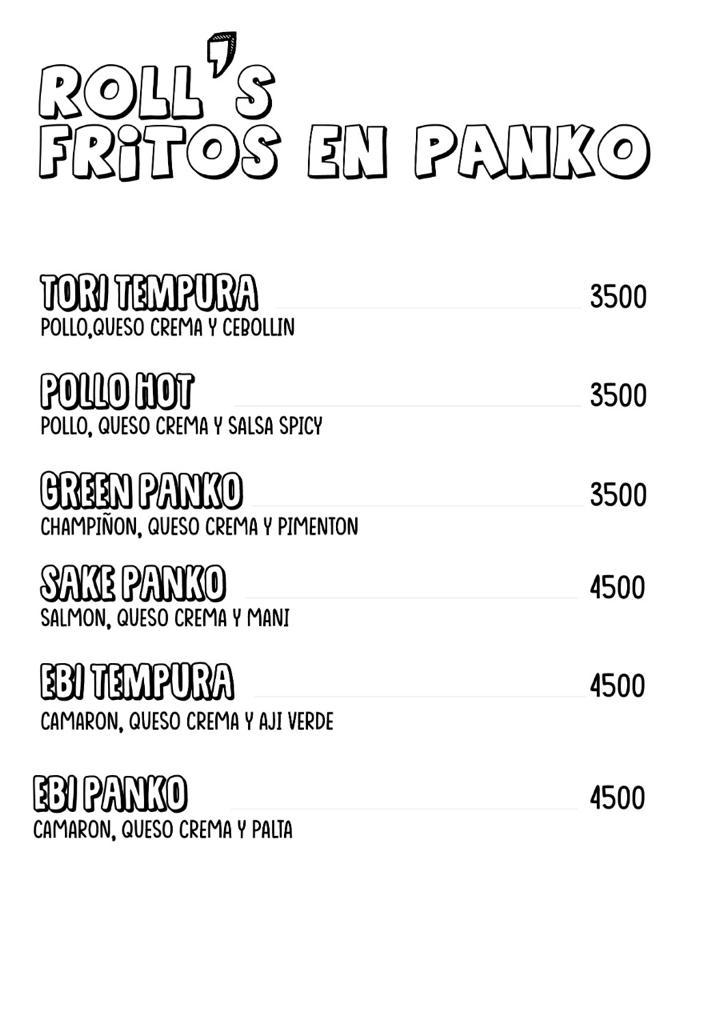 ROLL'S
FRiTOS EN PANKO
TORI TEMPURA 3500
POLLO,QUESO CREMA Y CEBOLLIN
POLLO HOT 3500
POLLO, QUESO CREMA Y SALSA SPICY
GREEN PANKO 3500
CHAMPIÑON, QUESO CREMA Y PIMENTON
SAKE PANKO 4500
SALMON, QUESO CREMA Y MANI
EBI TEMPURA 4500
CAMARON, QUESO CREMA Y AJI VERDE
EBI PANKO 4500
CAMARON, QUESO CREMA Y PALTA